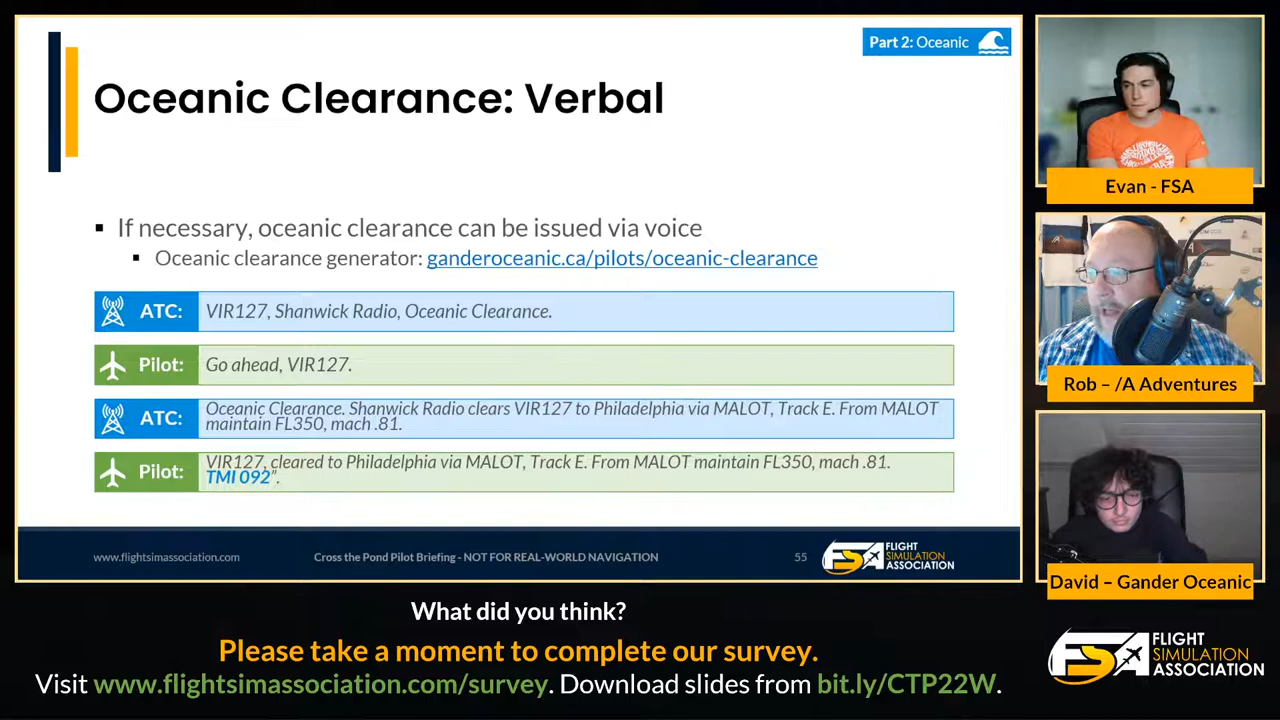 Part 2: Oceanic
Oceanic Clearance: Verbal
If necessary, oceanic clearance can be issued via voice
Oceanic clearance generator: ganderoceanic.ca/pilots/oceanic-clearance
ATC: VIR127, Shanwick Radio, Oceanic Clearance.
Pilot: Go ahead, VIR127.
ATC: Oceanic Clearance. Shanwick Radio clears VIR127 to Philadelphia via MALOT, Track E. From MALOT
maintain FL350, mach .81.
Pilot: VIR127, cleared to Philadelphia via MALOT, Track E. From MALOT maintain FL350, mach .81.
TMI 092”.
www.flightsimassociation.com
Cross the Pond Pilot Briefing - NOT FOR REAL-WORLD NAVIGATION
55
FSA FLIGHT
SIMULATION
ASSOCIATION
Evan - FSA
Rob – /A Adventures
David – Gander Oceanic
What did you think?
Please take a moment to complete our survey.
Visit www.flightsimassociation.com/survey. Download slides from bit.ly/CTP22W.
FSA FLIGHT
SIMULATION
ASSOCIATION